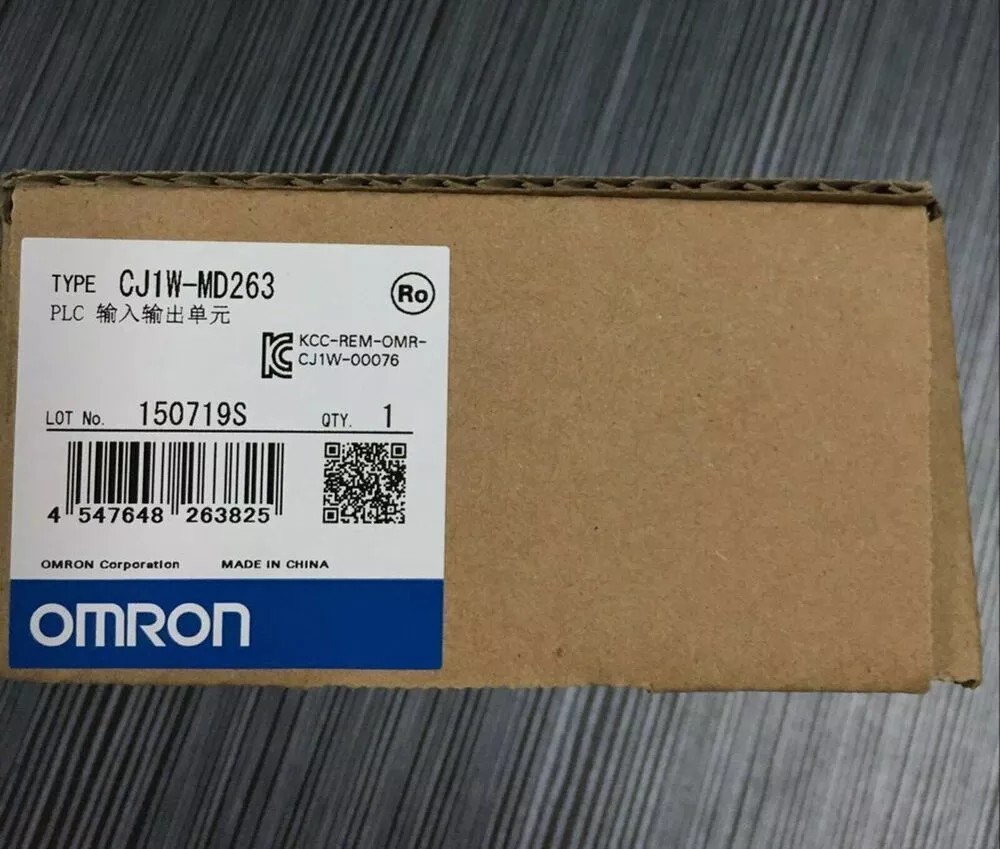 TYPE CJ1W-MD263
Ro
PLC 输入输出单元
KC KCC-REM-OMR-
CJ1W-00076
LOT No. 150719S QTY. 1
4 547648 263825
OMRON Corporation MADE IN CHINA
OMRON